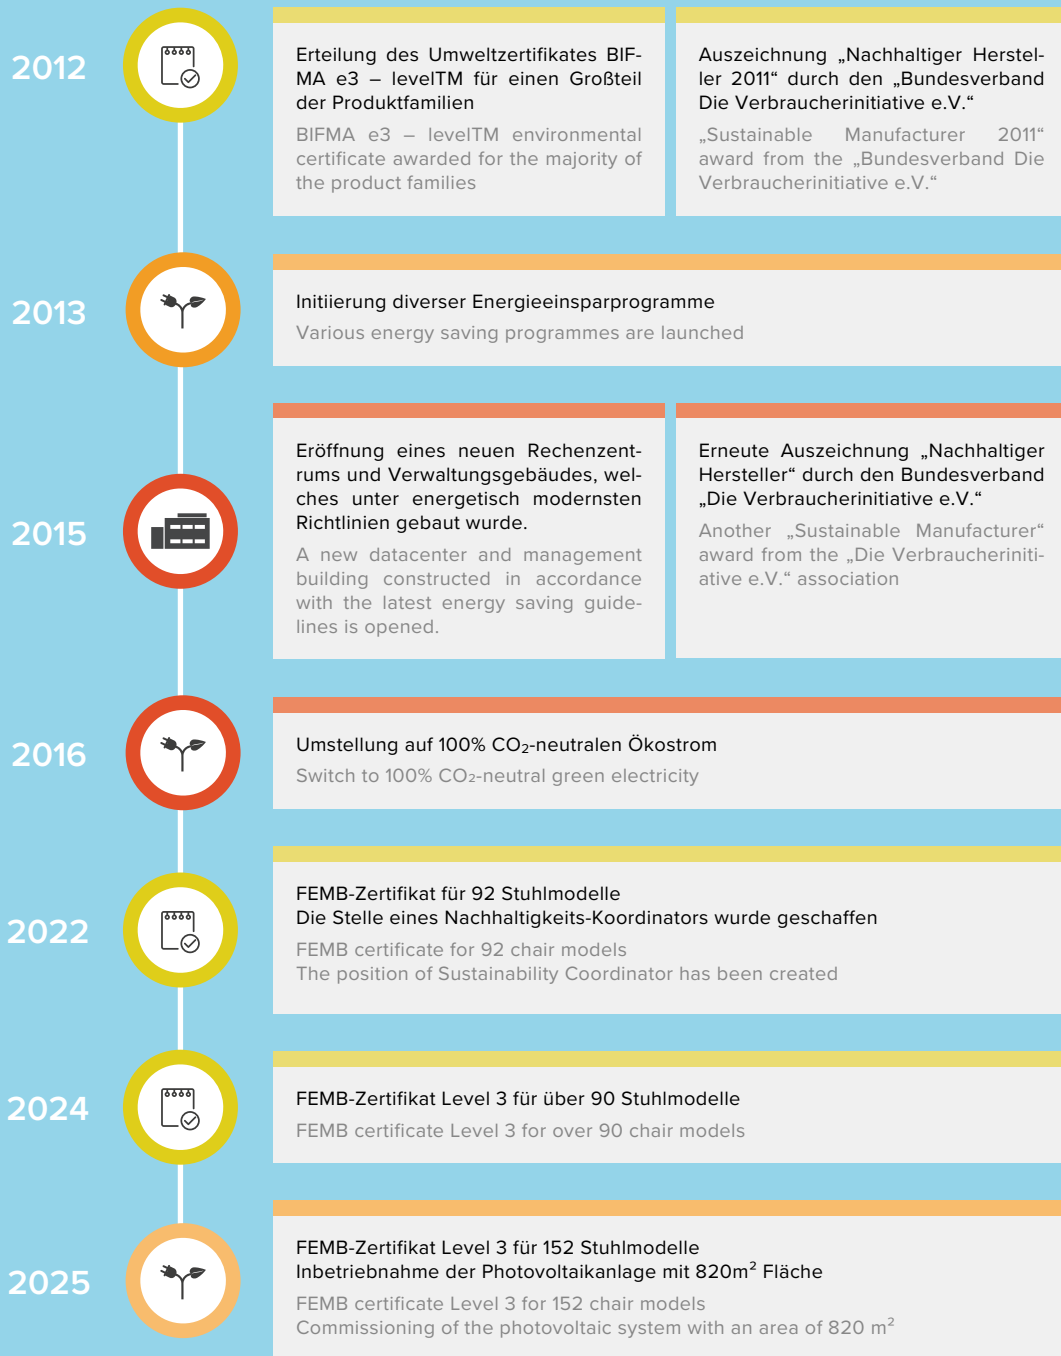 2012
Erteilung des Umweltzertifikates BIF-
MA e3 – levelTM für einen Großteil
der Produktfamilien
BIFMA e3 – levelTM environmental
certificate awarded for the majority of
the product families
Auszeichnung „Nachhaltiger Herstel-
ler 2011“ durch den „Bundesverband
Die Verbraucherinitiative e.V.“
„Sustainable Manufacturer 2011“
award from the „Bundesverband Die
Verbraucherinitiative e.V.“
2013
Initiierung diverser Energieeinsparprogramme
Various energy saving programmes are launched
2015
Eröffnung eines neuen Rechenzent-
rums und Verwaltungsgebäudes, wel-
ches unter energetisch modernsten
Richtlinien gebaut wurde.
A new datacenter and management
building constructed in accordance
with the latest energy saving guide-
lines is opened.
Erneute Auszeichnung „Nachhaltiger
Hersteller“ durch den Bundesverband
„Die Verbraucherinitiative e.V.“
Another „Sustainable Manufacturer“
award from the „Die Verbraucheriniti-
ative e.V.“ association
2016
Umstellung auf 100% CO₂-neutralen Ökostrom
Switch to 100% CO₂-neutral green electricity
2022
FEMB-Zertifikat für 92 Stuhlmodelle
Die Stelle eines Nachhaltigkeits-Koordinators wurde geschaffen
FEMB certificate for 92 chair models
The position of Sustainability Coordinator has been created
2024
FEMB-Zertifikat Level 3 für über 90 Stuhlmodelle
FEMB certificate Level 3 for over 90 chair models
2025
FEMB-Zertifikat Level 3 für 152 Stuhlmodelle
Inbetriebnahme der Photovoltaikanlage mit 820m² Fläche
FEMB certificate Level 3 for 152 chair models
Commissioning of the photovoltaic system with an area of 820 m²